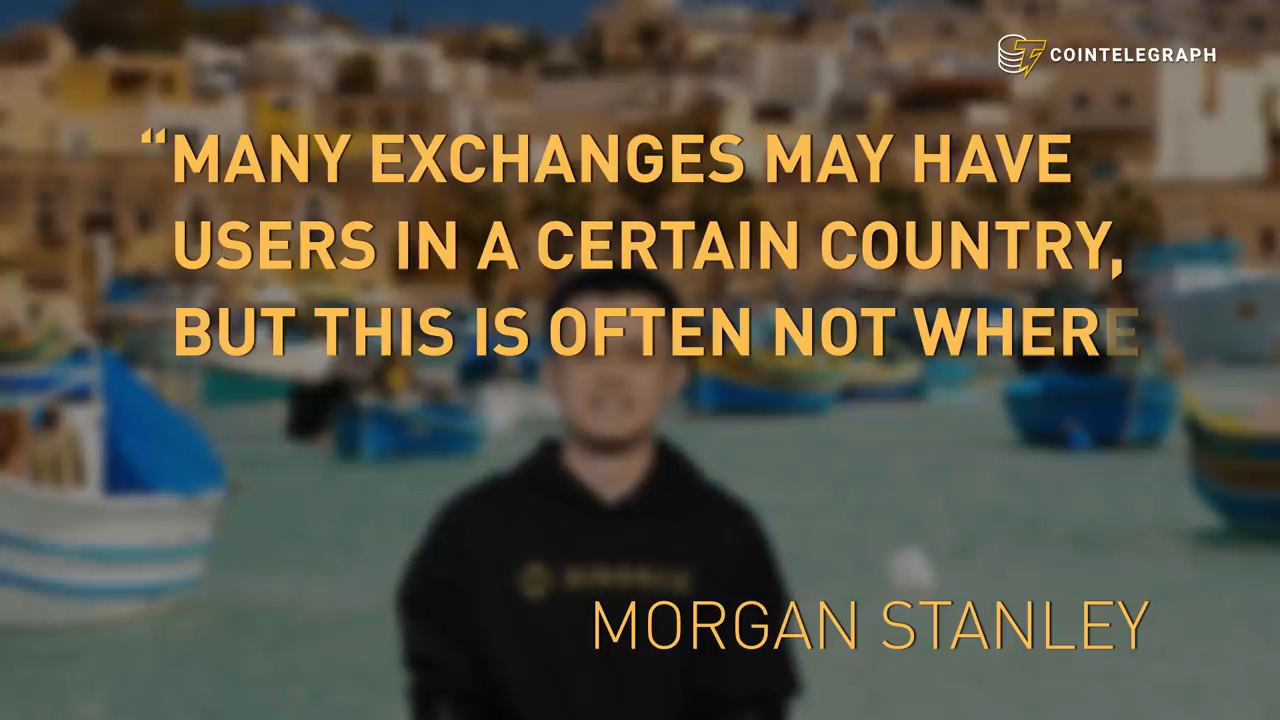 COINTELEGRAPH
“MANY EXCHANGES MAY HAVE
USERS IN A CERTAIN COUNTRY,
BUT THIS IS OFTEN NOT WHERE
MORGAN STANLEY